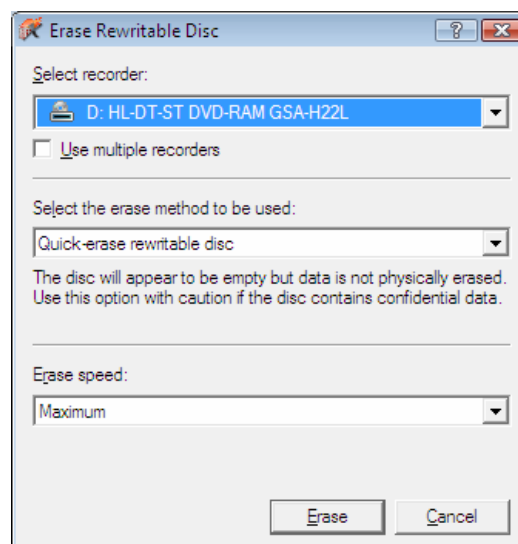 Erase Rewritable Disc
Select recorder:
D: HL-DT-ST DVD-RAM GSA-H22L
Use multiple recorders
Select the erase method to be used:
Quick-erase rewritable disc
The disc will appear to be empty but data is not physically erased.
Use this option with caution if the disc contains confidential data.
Erase speed:
Maximum
Erase
Cancel